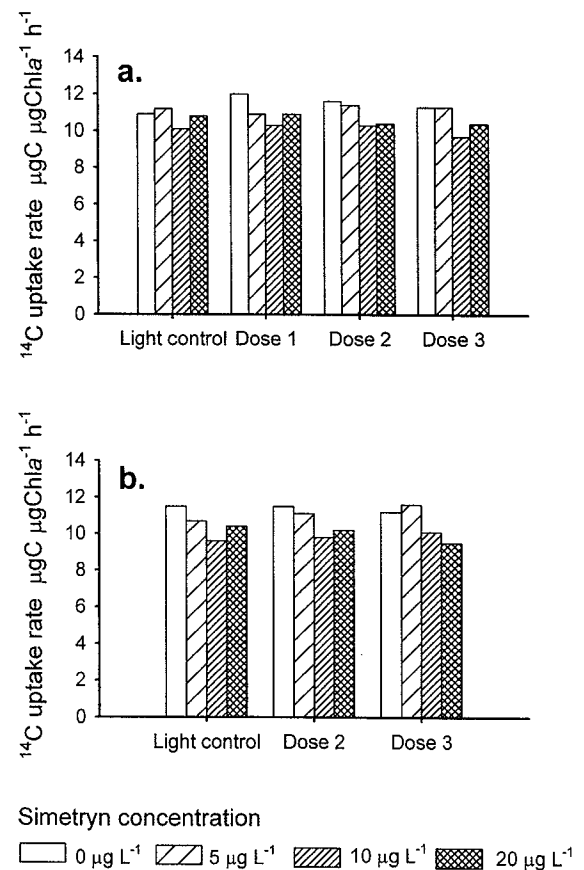 a.
¹⁴C uptake rate µgC µgChla⁻¹ h⁻¹
14
12
10
8
6
4
2
0
Light control Dose 1 Dose 2 Dose 3
b.
¹⁴C uptake rate µgC µgChla⁻¹ h⁻¹
14
12
10
8
6
4
2
0
Light control Dose 2 Dose 3
Simetryn concentration
0 µg L⁻¹ 5 µg L⁻¹ 10 µg L⁻¹ 20 µg L⁻¹